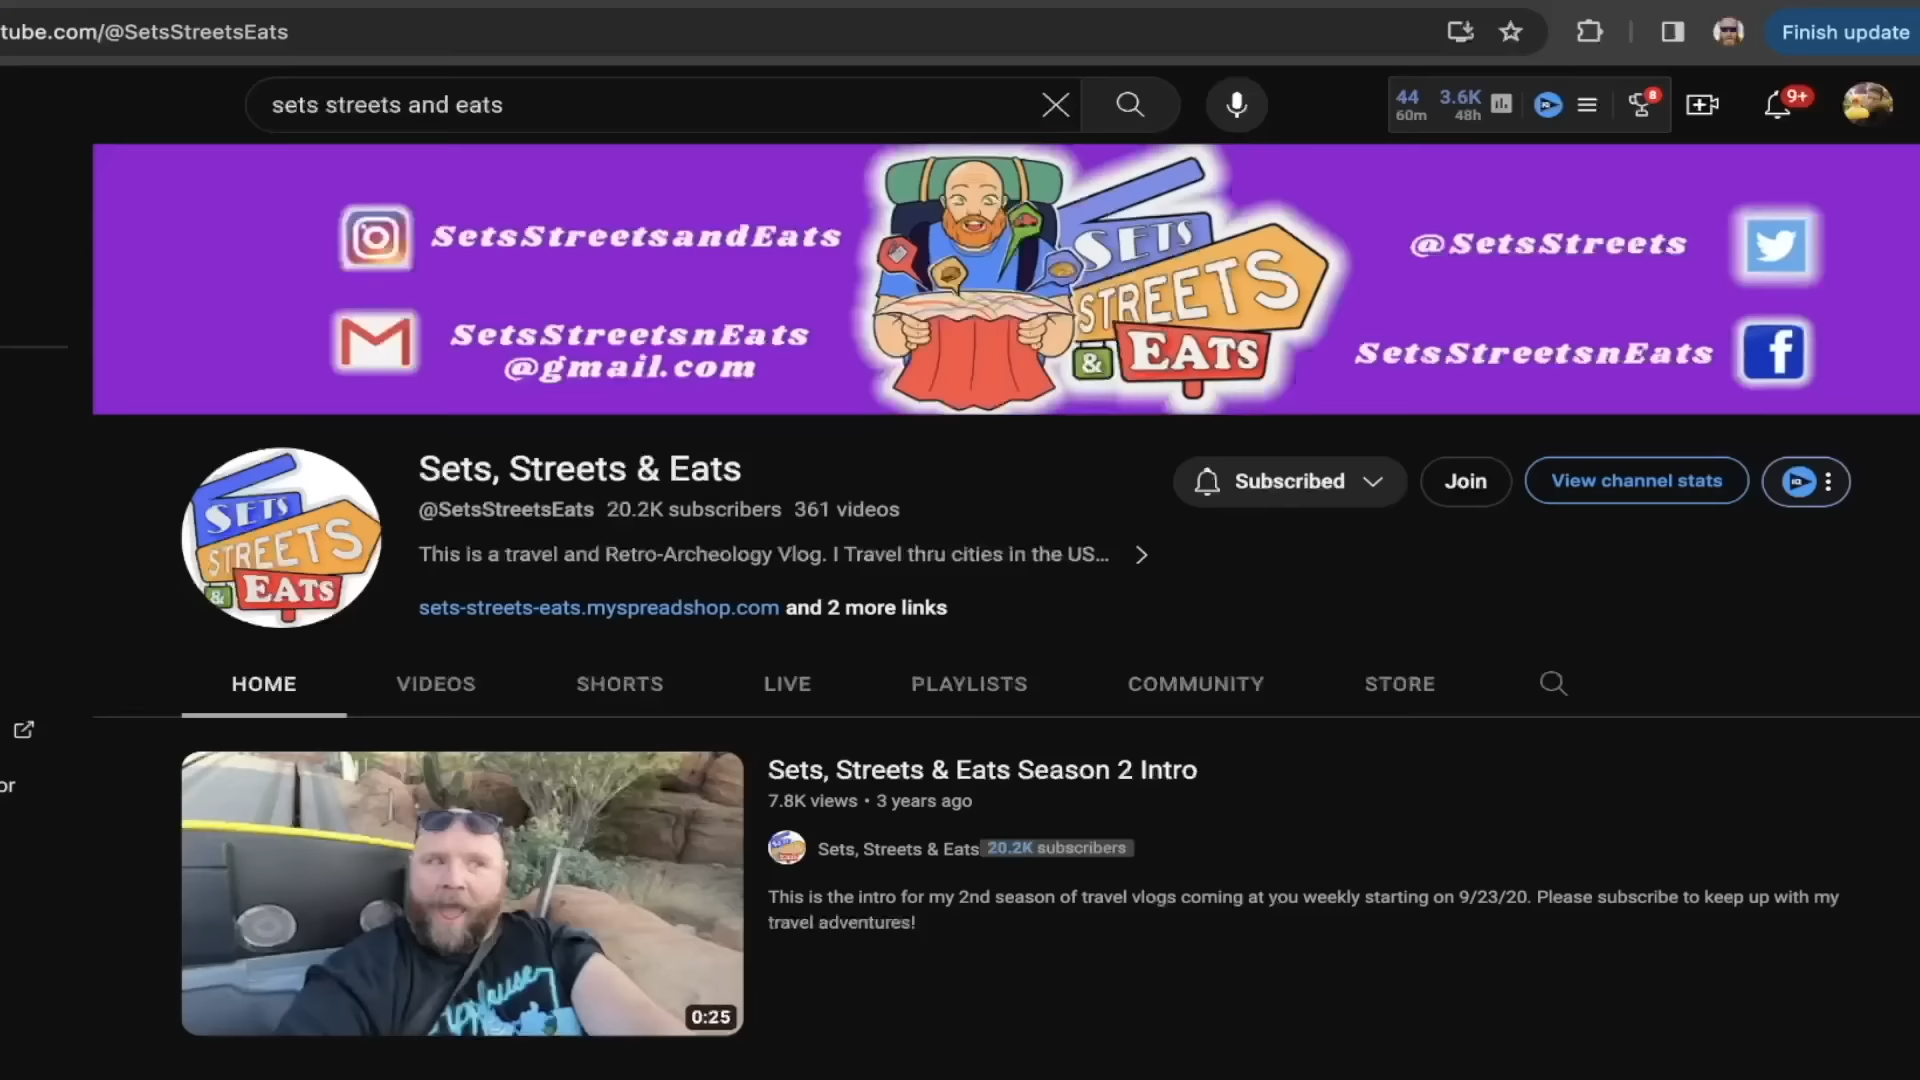 tube.com/@SetsStreetsEats
Finish update
sets streets and eats
44
60m
3.6K
48h
8
9+
SetsStreetsandEats
SetsStreetsnEats
@gmail.com
SETS
STREETS
& EATS
@SetsStreets
SetsStreetsnEats
SETS
STREETS
& EATS
Sets, Streets & Eats
@SetsStreetsEats 20.2K subscribers 361 videos
This is a travel and Retro-Archeology Vlog. I Travel thru cities in the US...
sets-streets-eats.myspreadshop.com and 2 more links
Subscribed
Join
View channel stats
HOME
VIDEOS
SHORTS
LIVE
PLAYLISTS
COMMUNITY
STORE
or
0:25
Sets, Streets & Eats Season 2 Intro
7.8K views • 3 years ago
Sets, Streets & Eats 20.2K subscribers
This is the intro for my 2nd season of travel vlogs coming at you weekly starting on 9/23/20. Please subscribe to keep up with my
travel adventures!